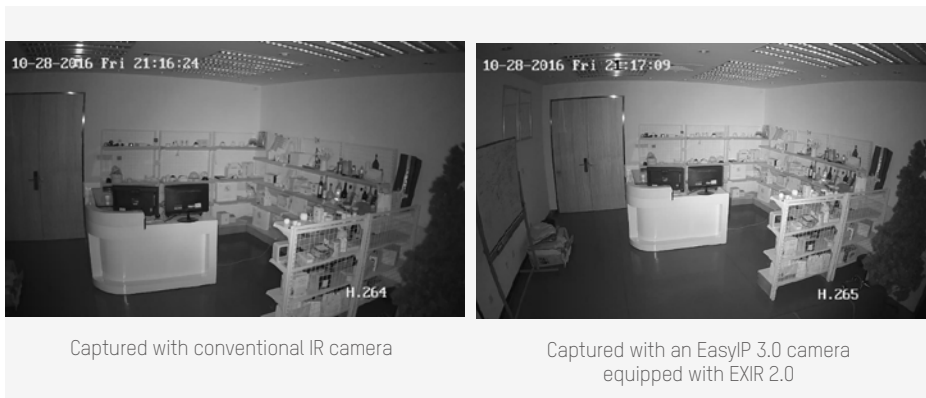 10-28-2016 Fri 21:16:24
H.264
Captured with conventional IR camera
10-28-2016 Fri 21:17:09
H.265
Captured with an EasyIP 3.0 camera
equipped with EXIR 2.0